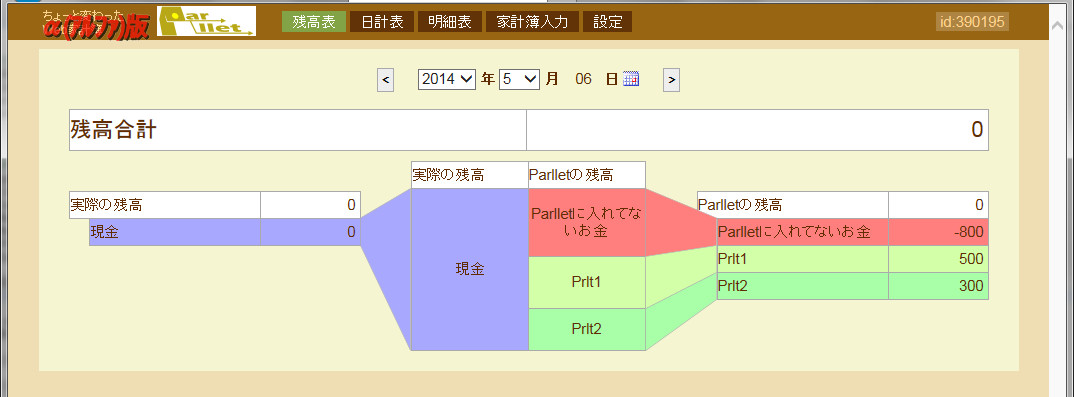 ちょーと変わった
α(アルファ)版
Parllet
残高表 日計表 明細表 家計簿入力 設定
id:390195
< 2014 年 5 月 06 日 >
残高合計 0
実際の残高 Parlletの残高
実際の残高 0
現金 0
現金
Parlletに入れてな
いお金
Prlt1
Prlt2
Parlletの残高 0
Parlletに入れてないお金 -800
Prlt1 500
Prlt2 300